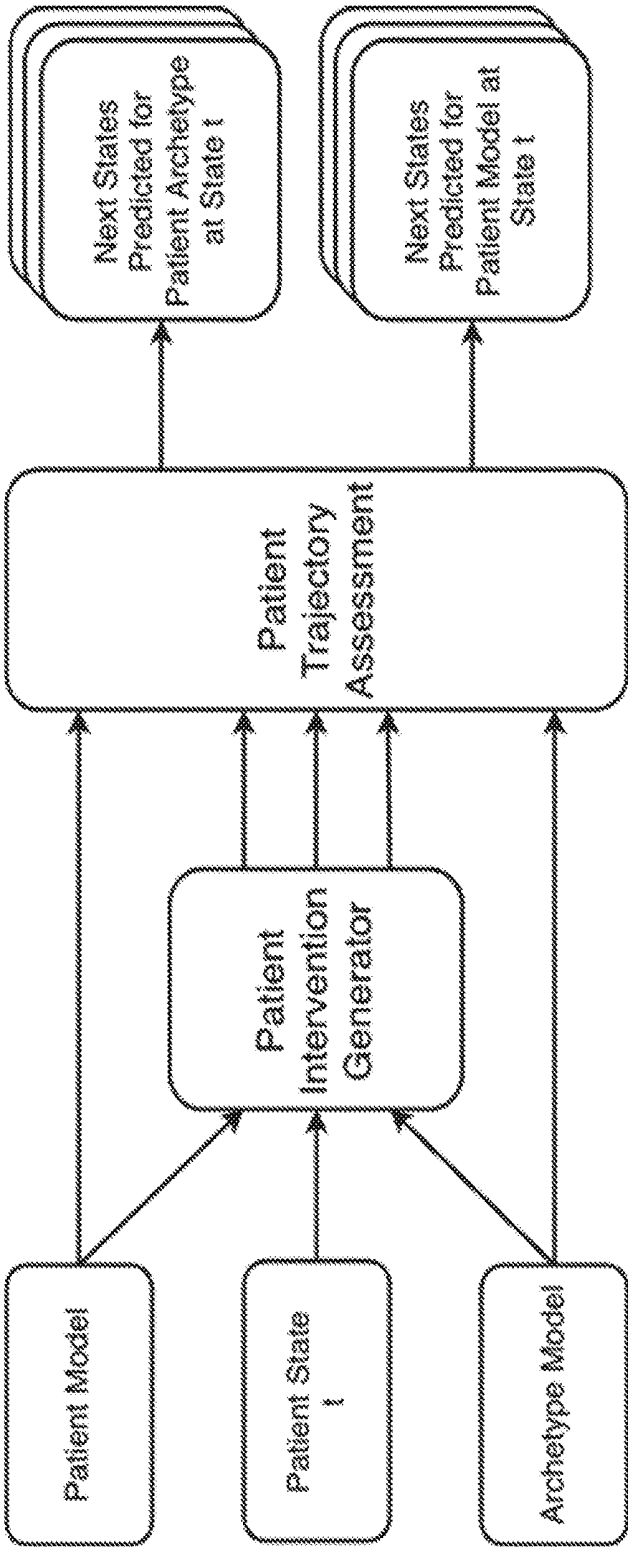 Patient Model
Patient State
t
Archetype Model
Patient
Intervention
Generator
Patient
Trajectory
Assessment
Next States
Predicted for
Patient Archetype
at State t
Next States
Predicted for
Patient Model at
State t